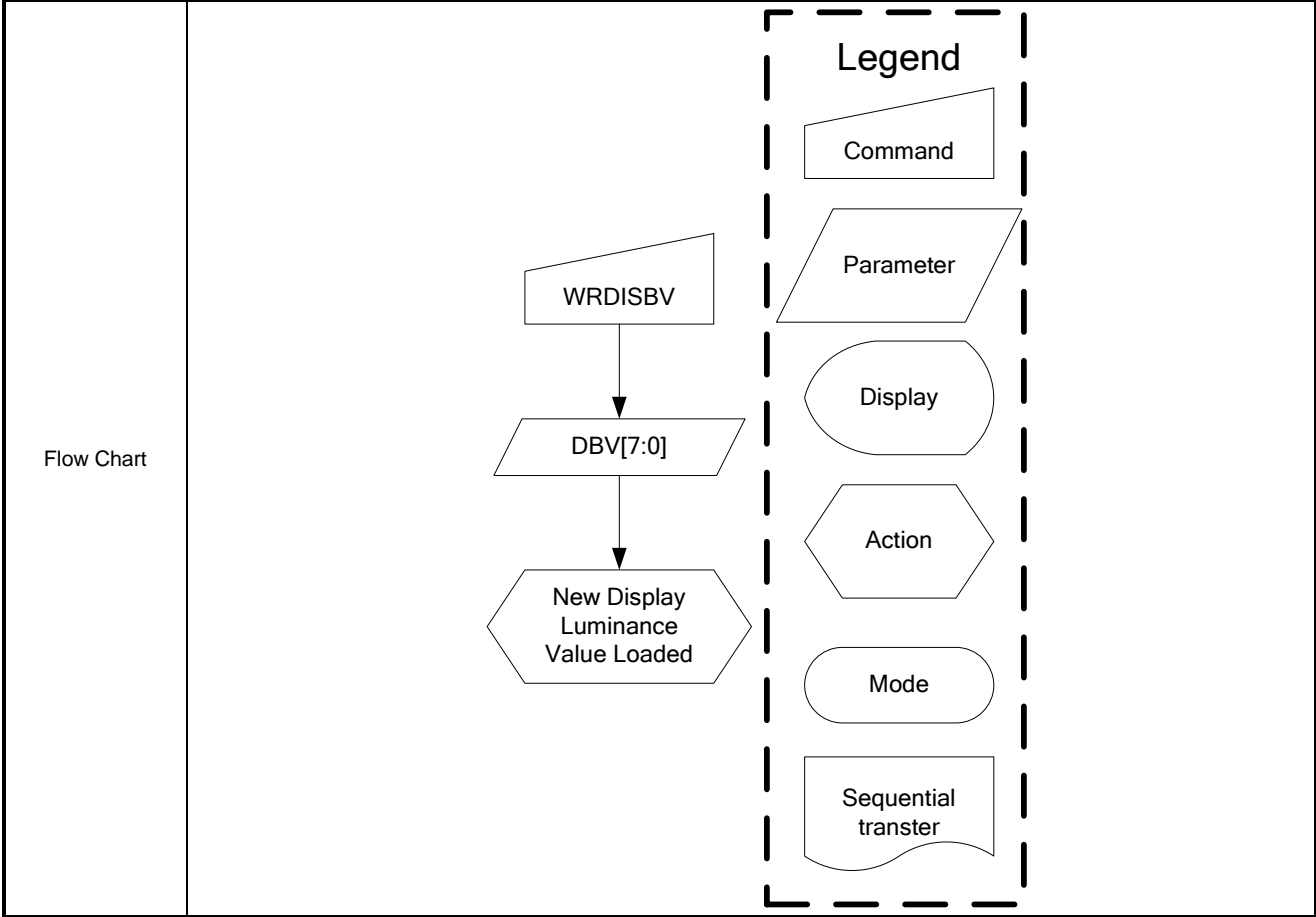 Flow Chart
WRDISBV
DBV[7:0]
New Display
Luminance
Value Loaded
Legend
Command
Parameter
Display
Action
Mode
Sequential
transter